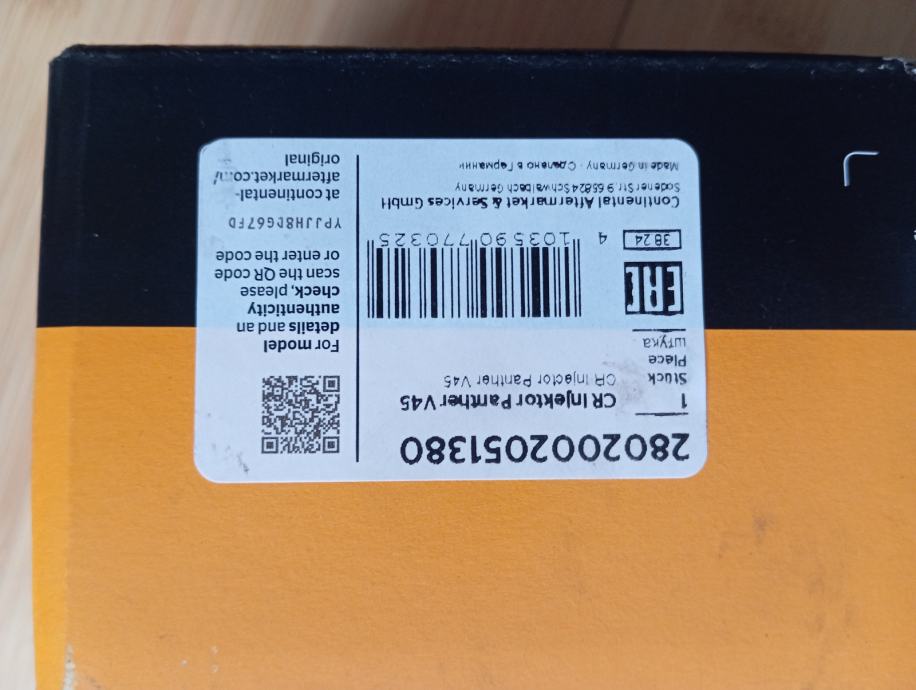 2802002051380
1
Stück
Place
штука
CR Injektor Panther V45
CR Injector Panther V45
EAC
38 24
4 103590 770325
Continental Aftermarket & Services GmbH
Sodener Str. 9 65824 Schwalbach Germany
Made in Germany · Сделано в Германии
For model
details and an
authenticity
check, please
scan the QR code
or enter the code
YPJJH8DG67FD
at continental-
aftermarket.com/
original